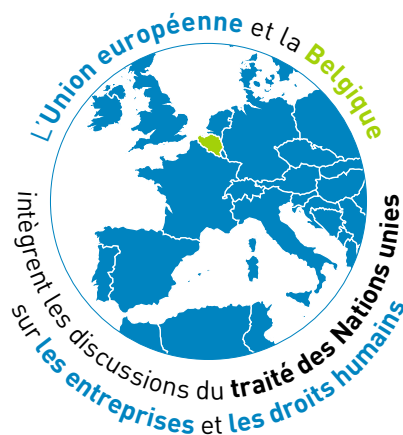 L'Union européenne et la Belgique
intègrent les discussions du traité des Nations unies
sur les entreprises et les droits humains